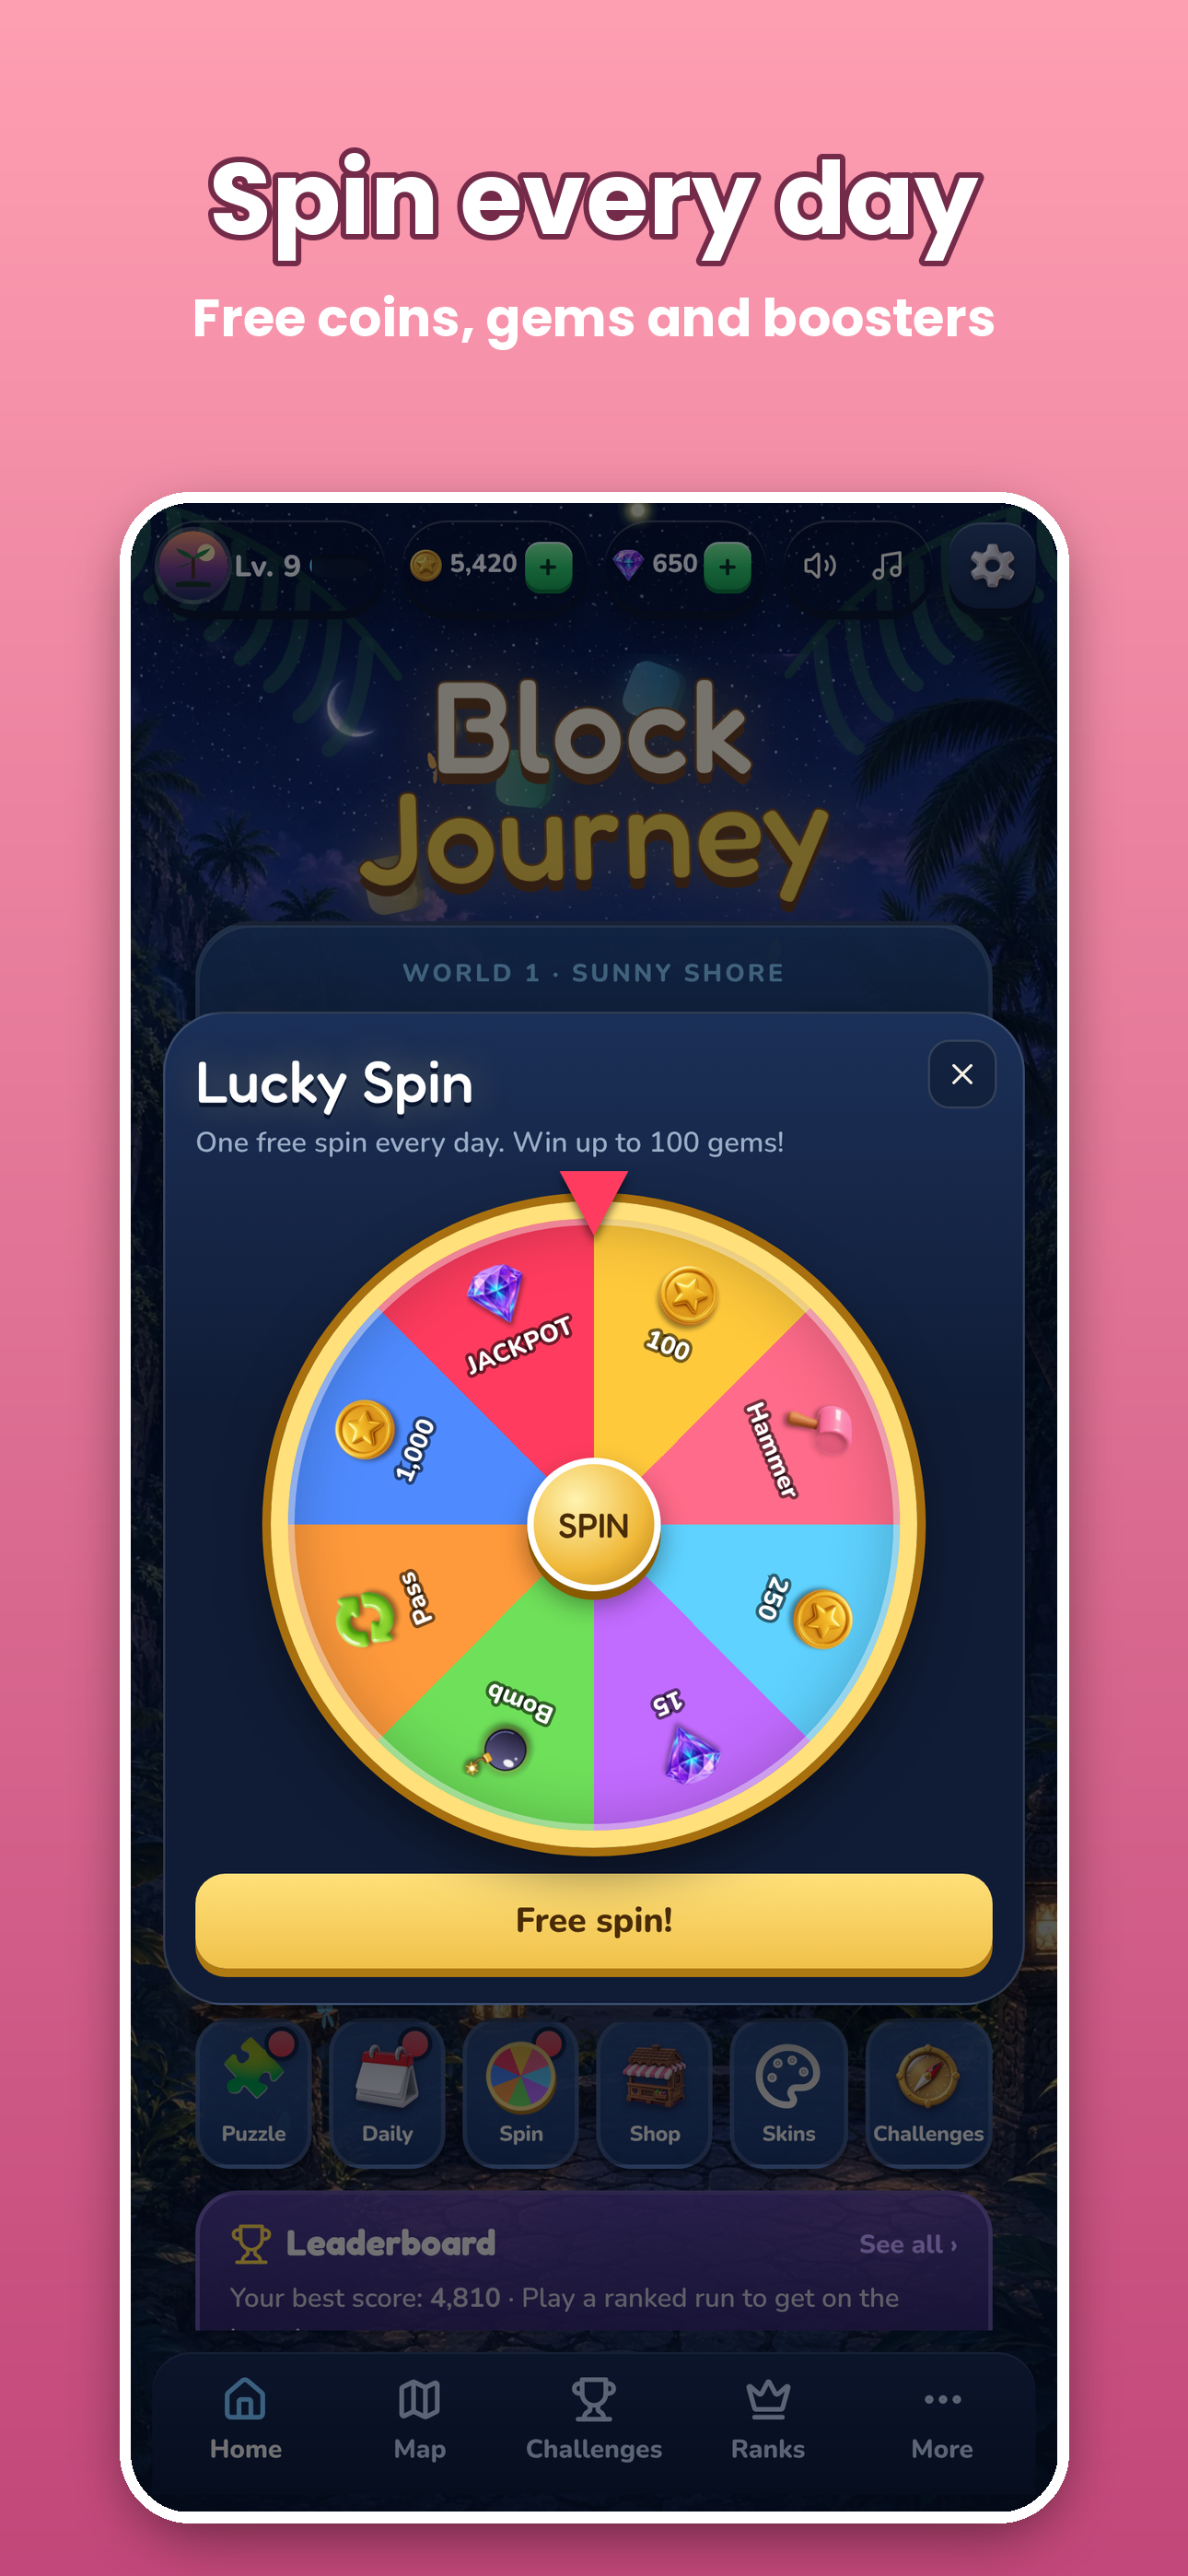 Spin every day
Free coins, gems and boosters
Lv. 9
5,420
+
650
+
Block
Journey
WORLD 1 · SUNNY SHORE
Lucky Spin
One free spin every day. Win up to 100 gems!
JACKPOT
100
1,000
Hammer
SPIN
Pass
250
Bomb
15
Free spin!
Puzzle
Daily
Spin
Shop
Skins
Challenges
Leaderboard
See all ›
Your best score: 4,810 · Play a ranked run to get on the
Home
Map
Challenges
Ranks
More